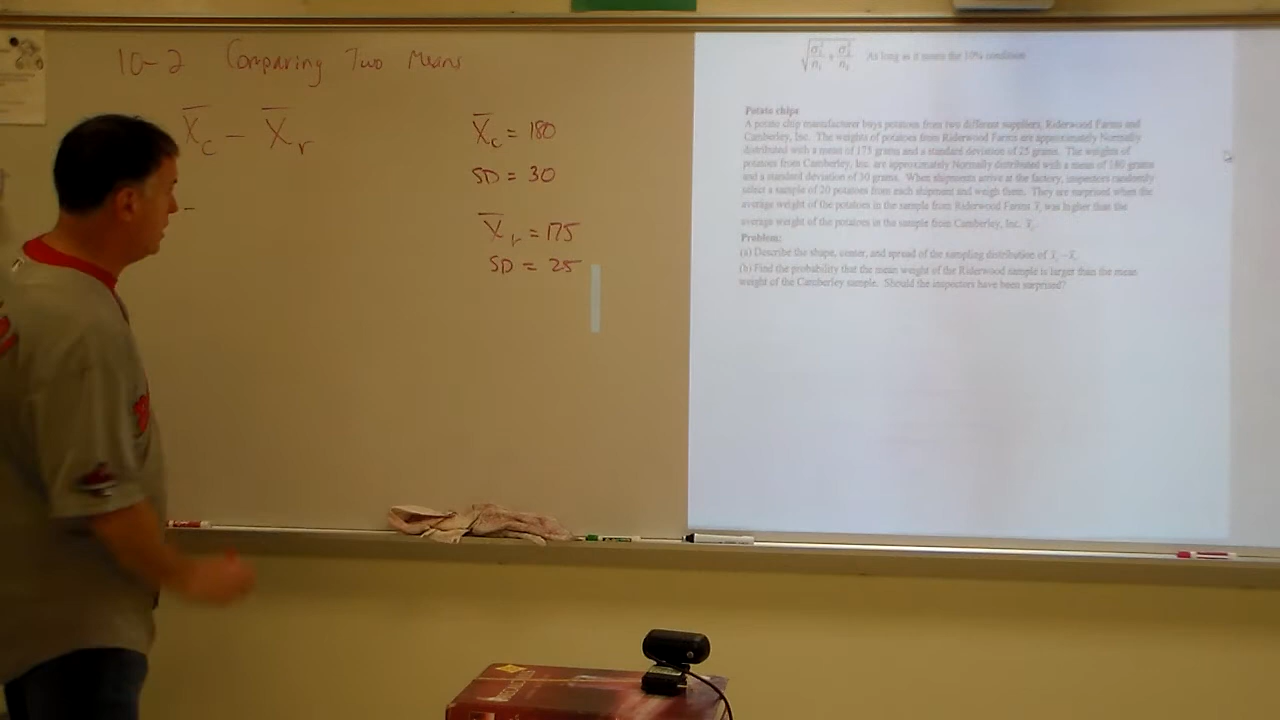 10-2 Comparing Two Means
X̄c - X̄r
-
X̄c = 180
SD = 30
X̄r = 175
SD = 25
√(σ₁²/n₁ + σ₂²/n₂) As long as it meets the 10% condition
Potato chips
A potato chip manufacturer buys potatoes from two different suppliers, Riderwood Farms and
Camberley, Inc. The weights of potatoes from Riderwood Farms are approximately Normally
distributed with a mean of 175 grams and a standard deviation of 25 grams. The weights of
potatoes from Camberley, Inc. are approximately Normally distributed with a mean of 180 grams
and a standard deviation of 30 grams. When shipments arrive at the factory, inspectors randomly
select a sample of 20 potatoes from each shipment and weigh them. They are surprised when the
average weight of the potatoes in the sample from Riderwood Farms x̄r was higher than the
average weight of the potatoes in the sample from Camberley, Inc. x̄c
Problem:
(a) Describe the shape, center, and spread of the sampling distribution of x̄c - x̄r
(b) Find the probability that the mean weight of the Riderwood sample is larger than the mean
weight of the Camberley sample. Should the inspectors have been surprised?